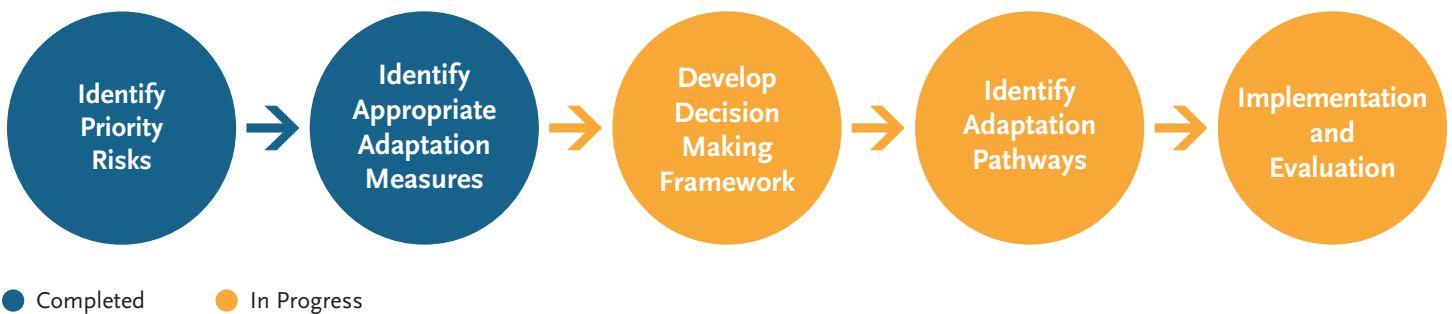 Identify
Priority
Risks
Identify
Appropriate
Adaptation
Measures
Develop
Decision
Making
Framework
Identify
Adaptation
Pathways
Implementation
and
Evaluation
Completed
In Progress